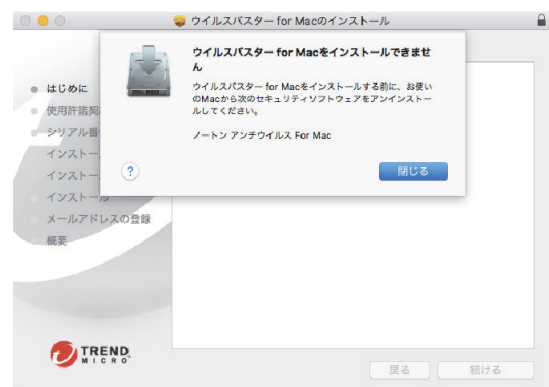 ウイルスバスター for Macのインストール
ウイルスバスター for Macをインストールできませ
ん
ウイルスバスター for Macをインストールする前に、お使い
のMacから次のセキュリティソフトウェアをアンインストー
ルしてください。
ノートン アンチウイルス For Mac
?
閉じる
はじめに
使用許諾契
シリアル番
インストー
インストー
インストール
メールアドレスの登録
概要
TREND
MICRO
戻る
続ける